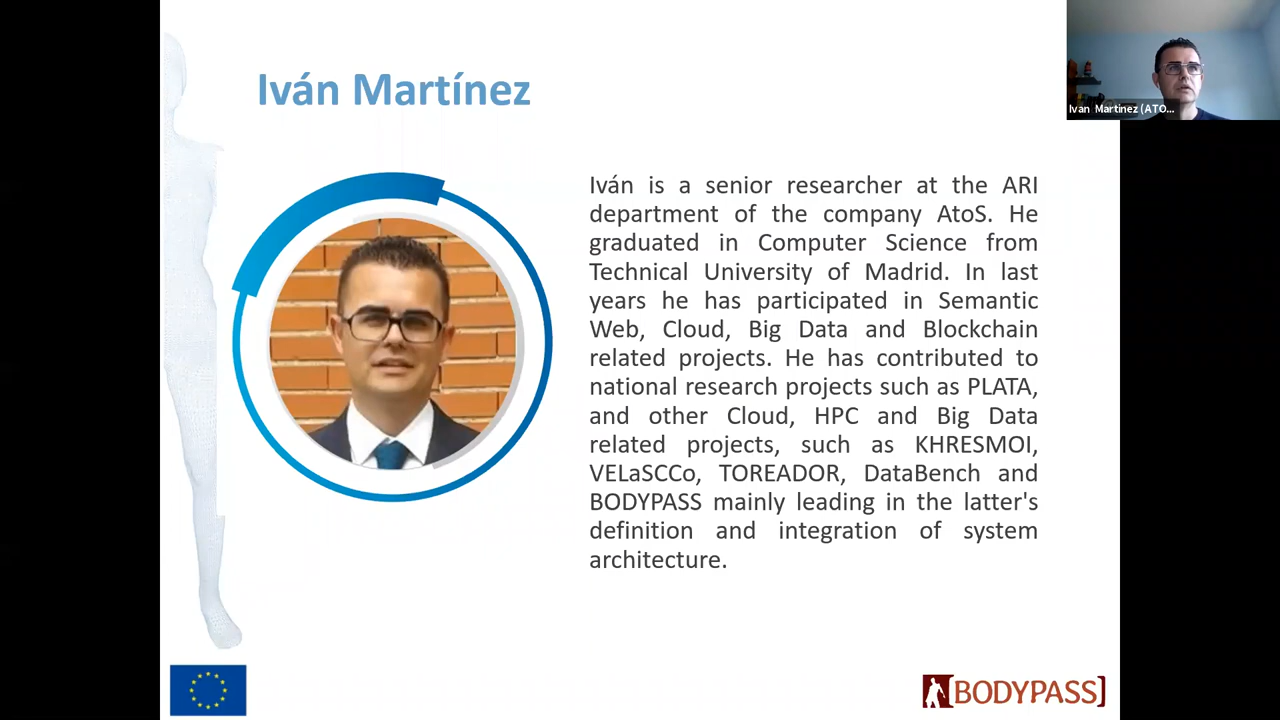 Iván Martínez
Ivan Martinez (ATO...
Iván is a senior researcher at the ARI
department of the company AtoS. He
graduated in Computer Science from
Technical University of Madrid. In last
years he has participated in Semantic
Web, Cloud, Big Data and Blockchain
related projects. He has contributed to
national research projects such as PLATA,
and other Cloud, HPC and Big Data
related projects, such as KHRESMOI,
VELaSCCo, TOREADOR, DataBench and
BODYPASS mainly leading in the latter's
definition and integration of system
architecture.
[BODYPASS]